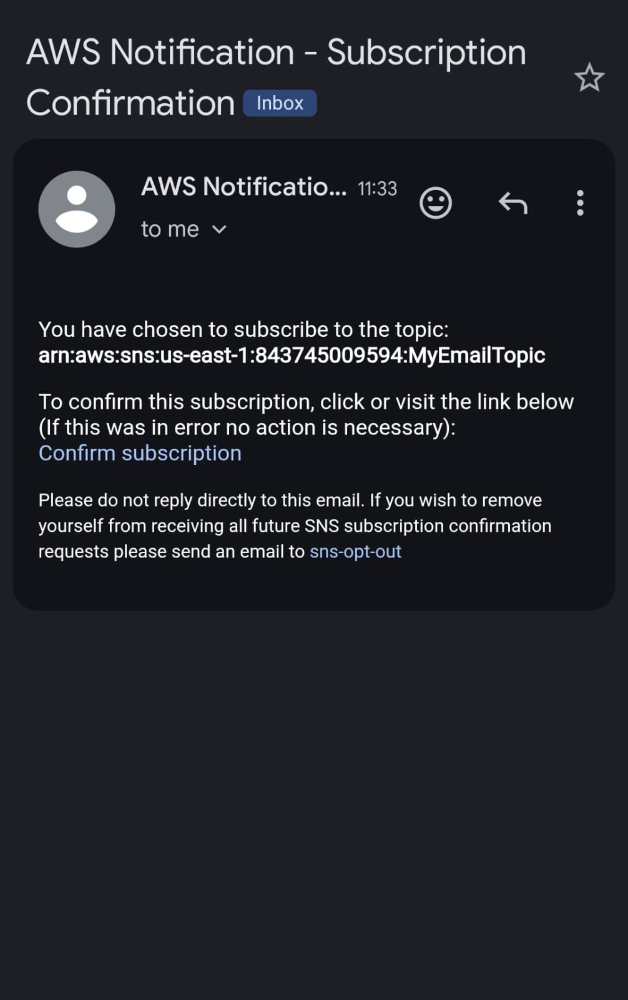 AWS Notification - Subscription
Confirmation Inbox
AWS Notificatio... 11:33
to me
You have chosen to subscribe to the topic:
arn:aws:sns:us-east-1:843745009594:MyEmailTopic
To confirm this subscription, click or visit the link below
(If this was in error no action is necessary):
Confirm subscription
Please do not reply directly to this email. If you wish to remove
yourself from receiving all future SNS subscription confirmation
requests please send an email to sns-opt-out